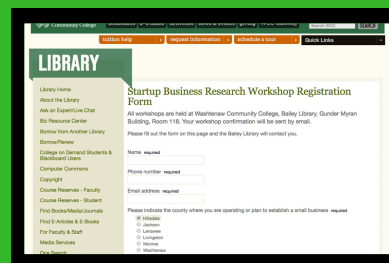 Community College
tuition help
request information
schedule a tour
Quick Links
SEARCH
LIBRARY
Library Home
About the Library
Ask an Expert/Live Chat
Biz Resource Center
Borrow from Another Library
Borrow/Renew
College on Demand Students &
Blackboard Users
Computer Commons
Copyright
Course Reserves - Faculty
Course Reserves - Student
Find Books/Media/Journals
Find E-Articles & E-Books
For Faculty & Staff
Media Services
One Search
Startup Business Research Workshop Registration
Form
All workshops are held at Washtenaw Community College, Bailey Library, Gunder Myran
Building, Room 118. Your workshop confirmation will be sent by email.
Please fill out the form on this page and the Bailey Library will contact you.
Name required
Phone number required
Email address required
Please indicate the county where you are operating or plan to establish a small business required
Hillsdale
Jackson
Lenawee
Livingston
Monroe
Washtenaw